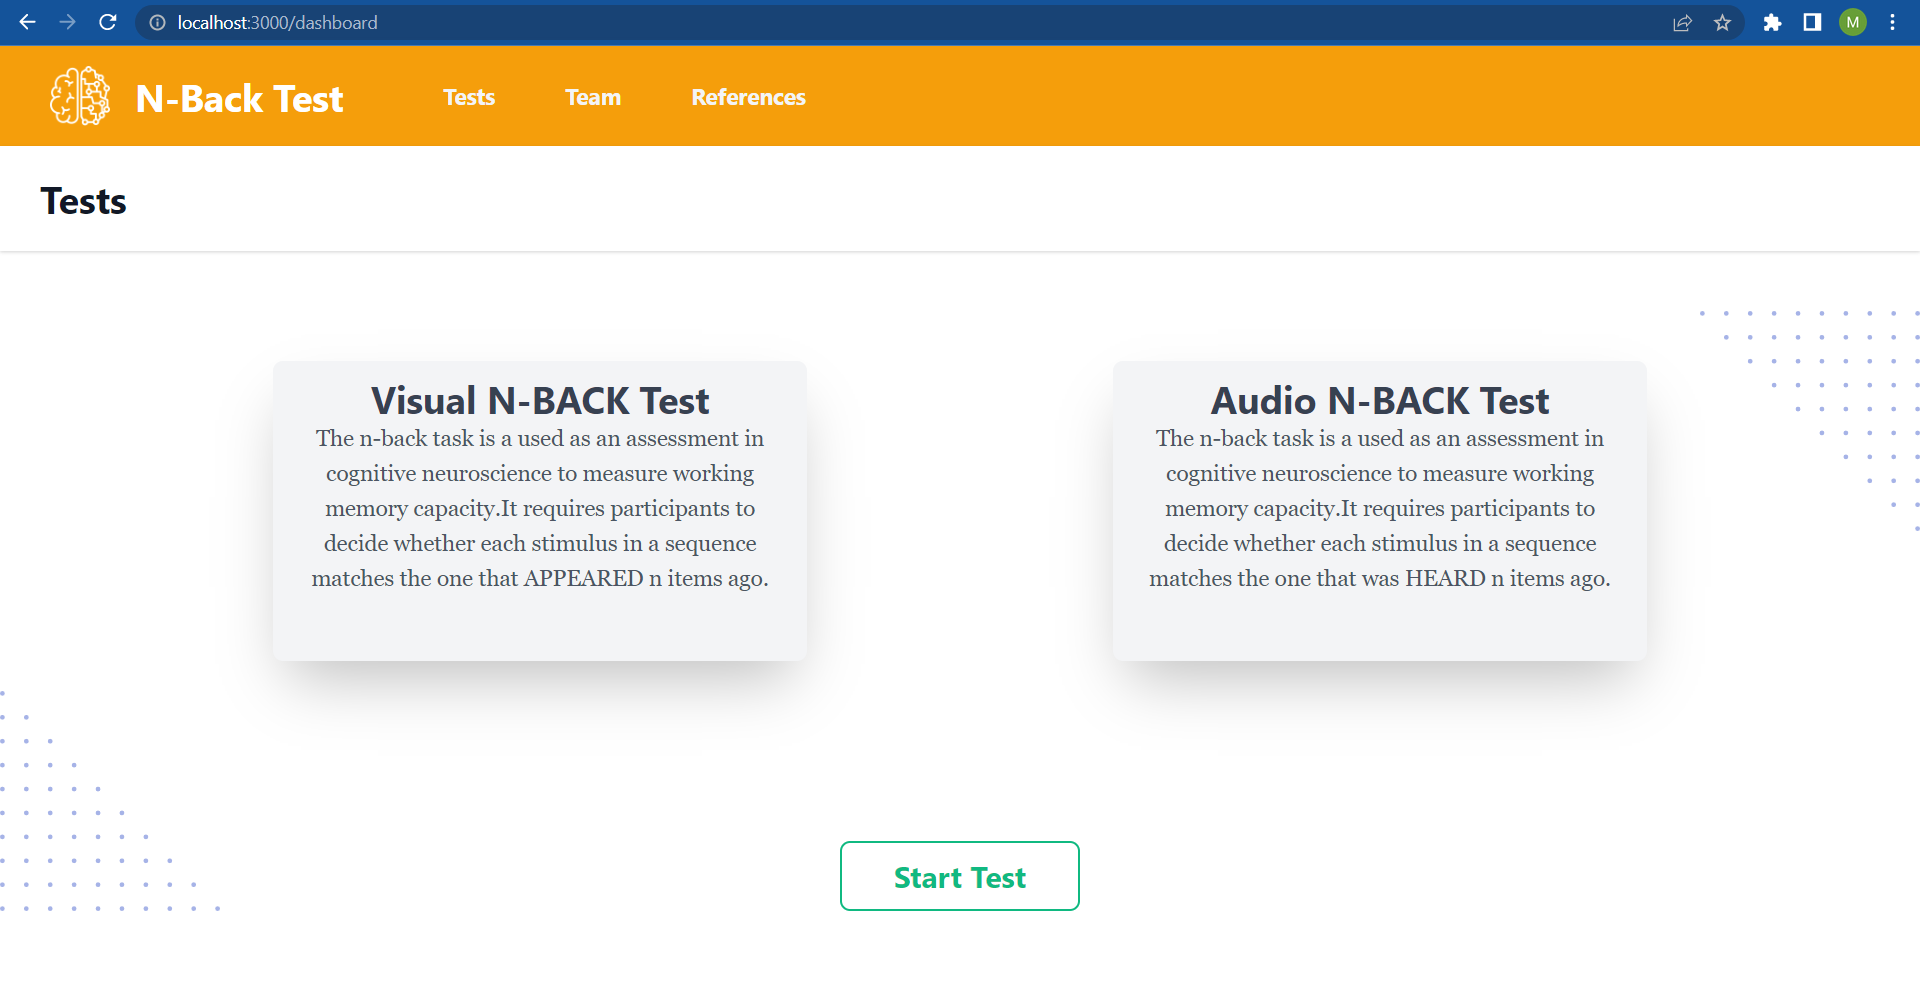 localhost:3000/dashboard
M
N-Back Test
Tests
Team
References
Tests
Visual N-BACK Test
The n-back task is a used as an assessment in
cognitive neuroscience to measure working
memory capacity.It requires participants to
decide whether each stimulus in a sequence
matches the one that APPEARED n items ago.
Audio N-BACK Test
The n-back task is a used as an assessment in
cognitive neuroscience to measure working
memory capacity.It requires participants to
decide whether each stimulus in a sequence
matches the one that was HEARD n items ago.
Start Test